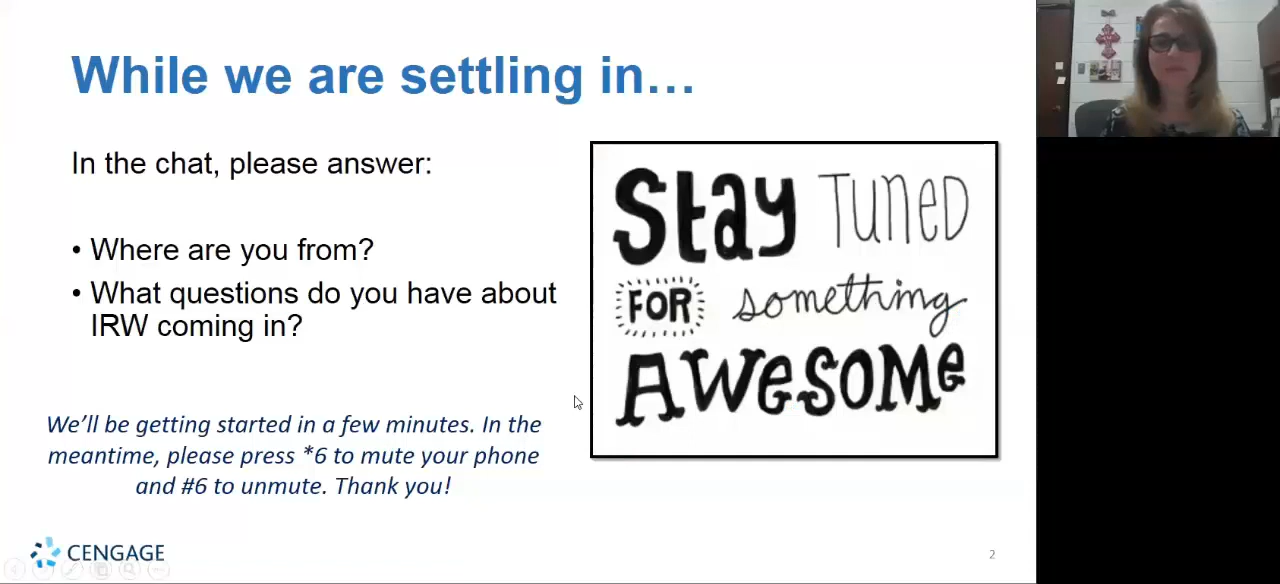 While we are settling in…
In the chat, please answer:
• Where are you from?
• What questions do you have about
IRW coming in?
We’ll be getting started in a few minutes. In the
meantime, please press *6 to mute your phone
and #6 to unmute. Thank you!
Stay TUNED
FOR something
AWESOME
CENGAGE
2